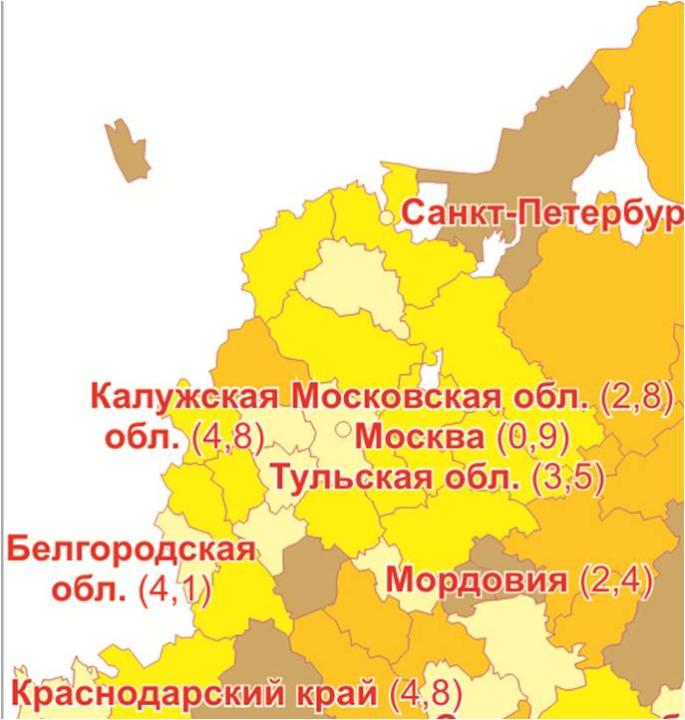 Санкт-Петербур
Калужская Московская обл. (2,8)
обл. (4,8) Москва (0,9)
Тульская обл. (3,5)
Белгородская
обл. (4,1)
Мордовия (2,4)
Краснодарский край (4,8)